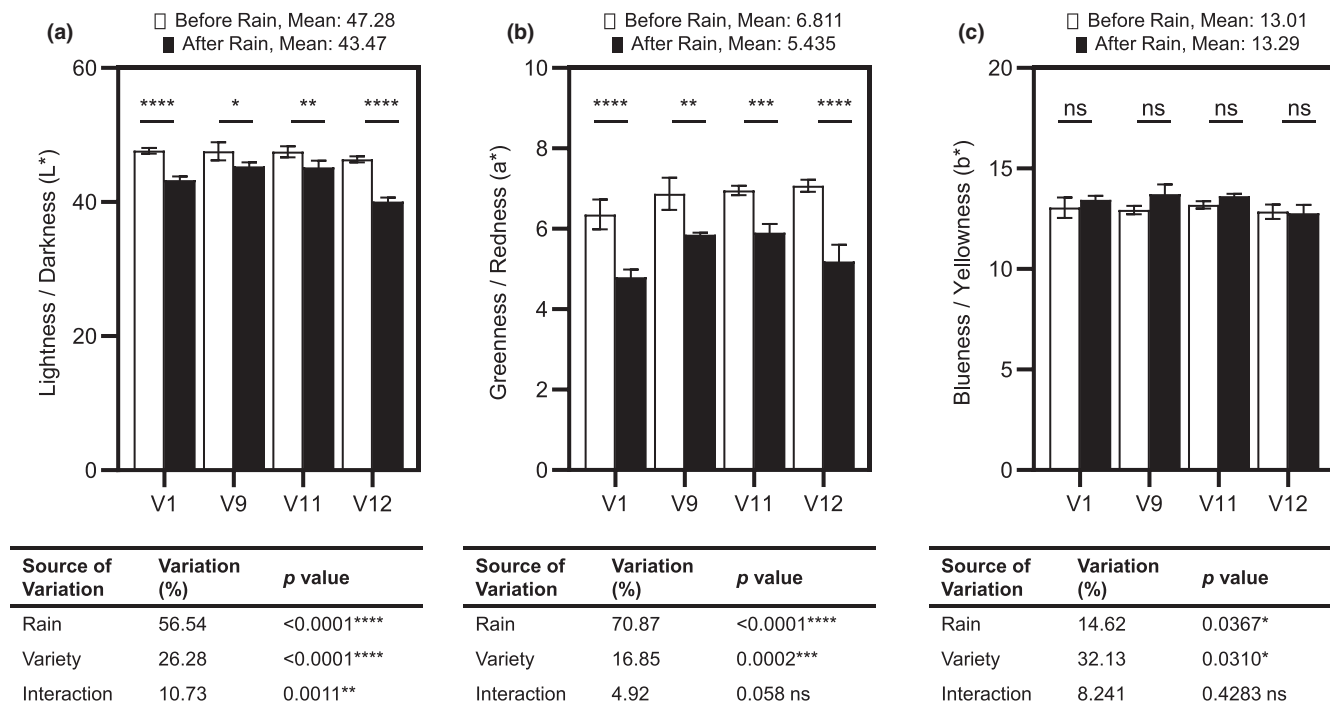 (a)
Before Rain, Mean: 47.28
After Rain, Mean: 43.47
60
40
20
0
Lightness / Darkness (L*)
**** * ** ****
V1 V9 V11 V12
Source of Variation Variation (%) p value
Rain 56.54 <0.0001****
Variety 26.28 <0.0001****
Interaction 10.73 0.0011**
(b)
Before Rain, Mean: 6.811
After Rain, Mean: 5.435
10
8
6
4
2
0
Greenness / Redness (a*)
**** ** *** ****
V1 V9 V11 V12
Source of Variation Variation (%) p value
Rain 70.87 <0.0001****
Variety 16.85 0.0002***
Interaction 4.92 0.058 ns
(c)
Before Rain, Mean: 13.01
After Rain, Mean: 13.29
20
15
10
5
0
Blueness / Yellowness (b*)
ns ns ns ns
V1 V9 V11 V12
Source of Variation Variation (%) p value
Rain 14.62 0.0367*
Variety 32.13 0.0310*
Interaction 8.241 0.4283 ns